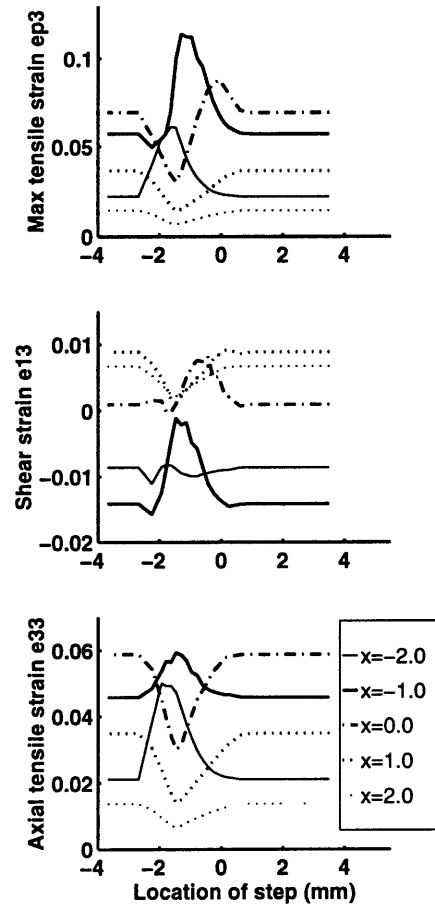 Max tensile strain ep3
0.1
0.05
0
−4 −2 0 2 4
Shear strain e13
0.01
0
−0.01
−0.02
−4 −2 0 2 4
Axial tensile strain e33
0.06
0.04
0.02
0
−4 −2 0 2 4
Location of step (mm)
x=−2.0
x=−1.0
x=0.0
x=1.0
x=2.0